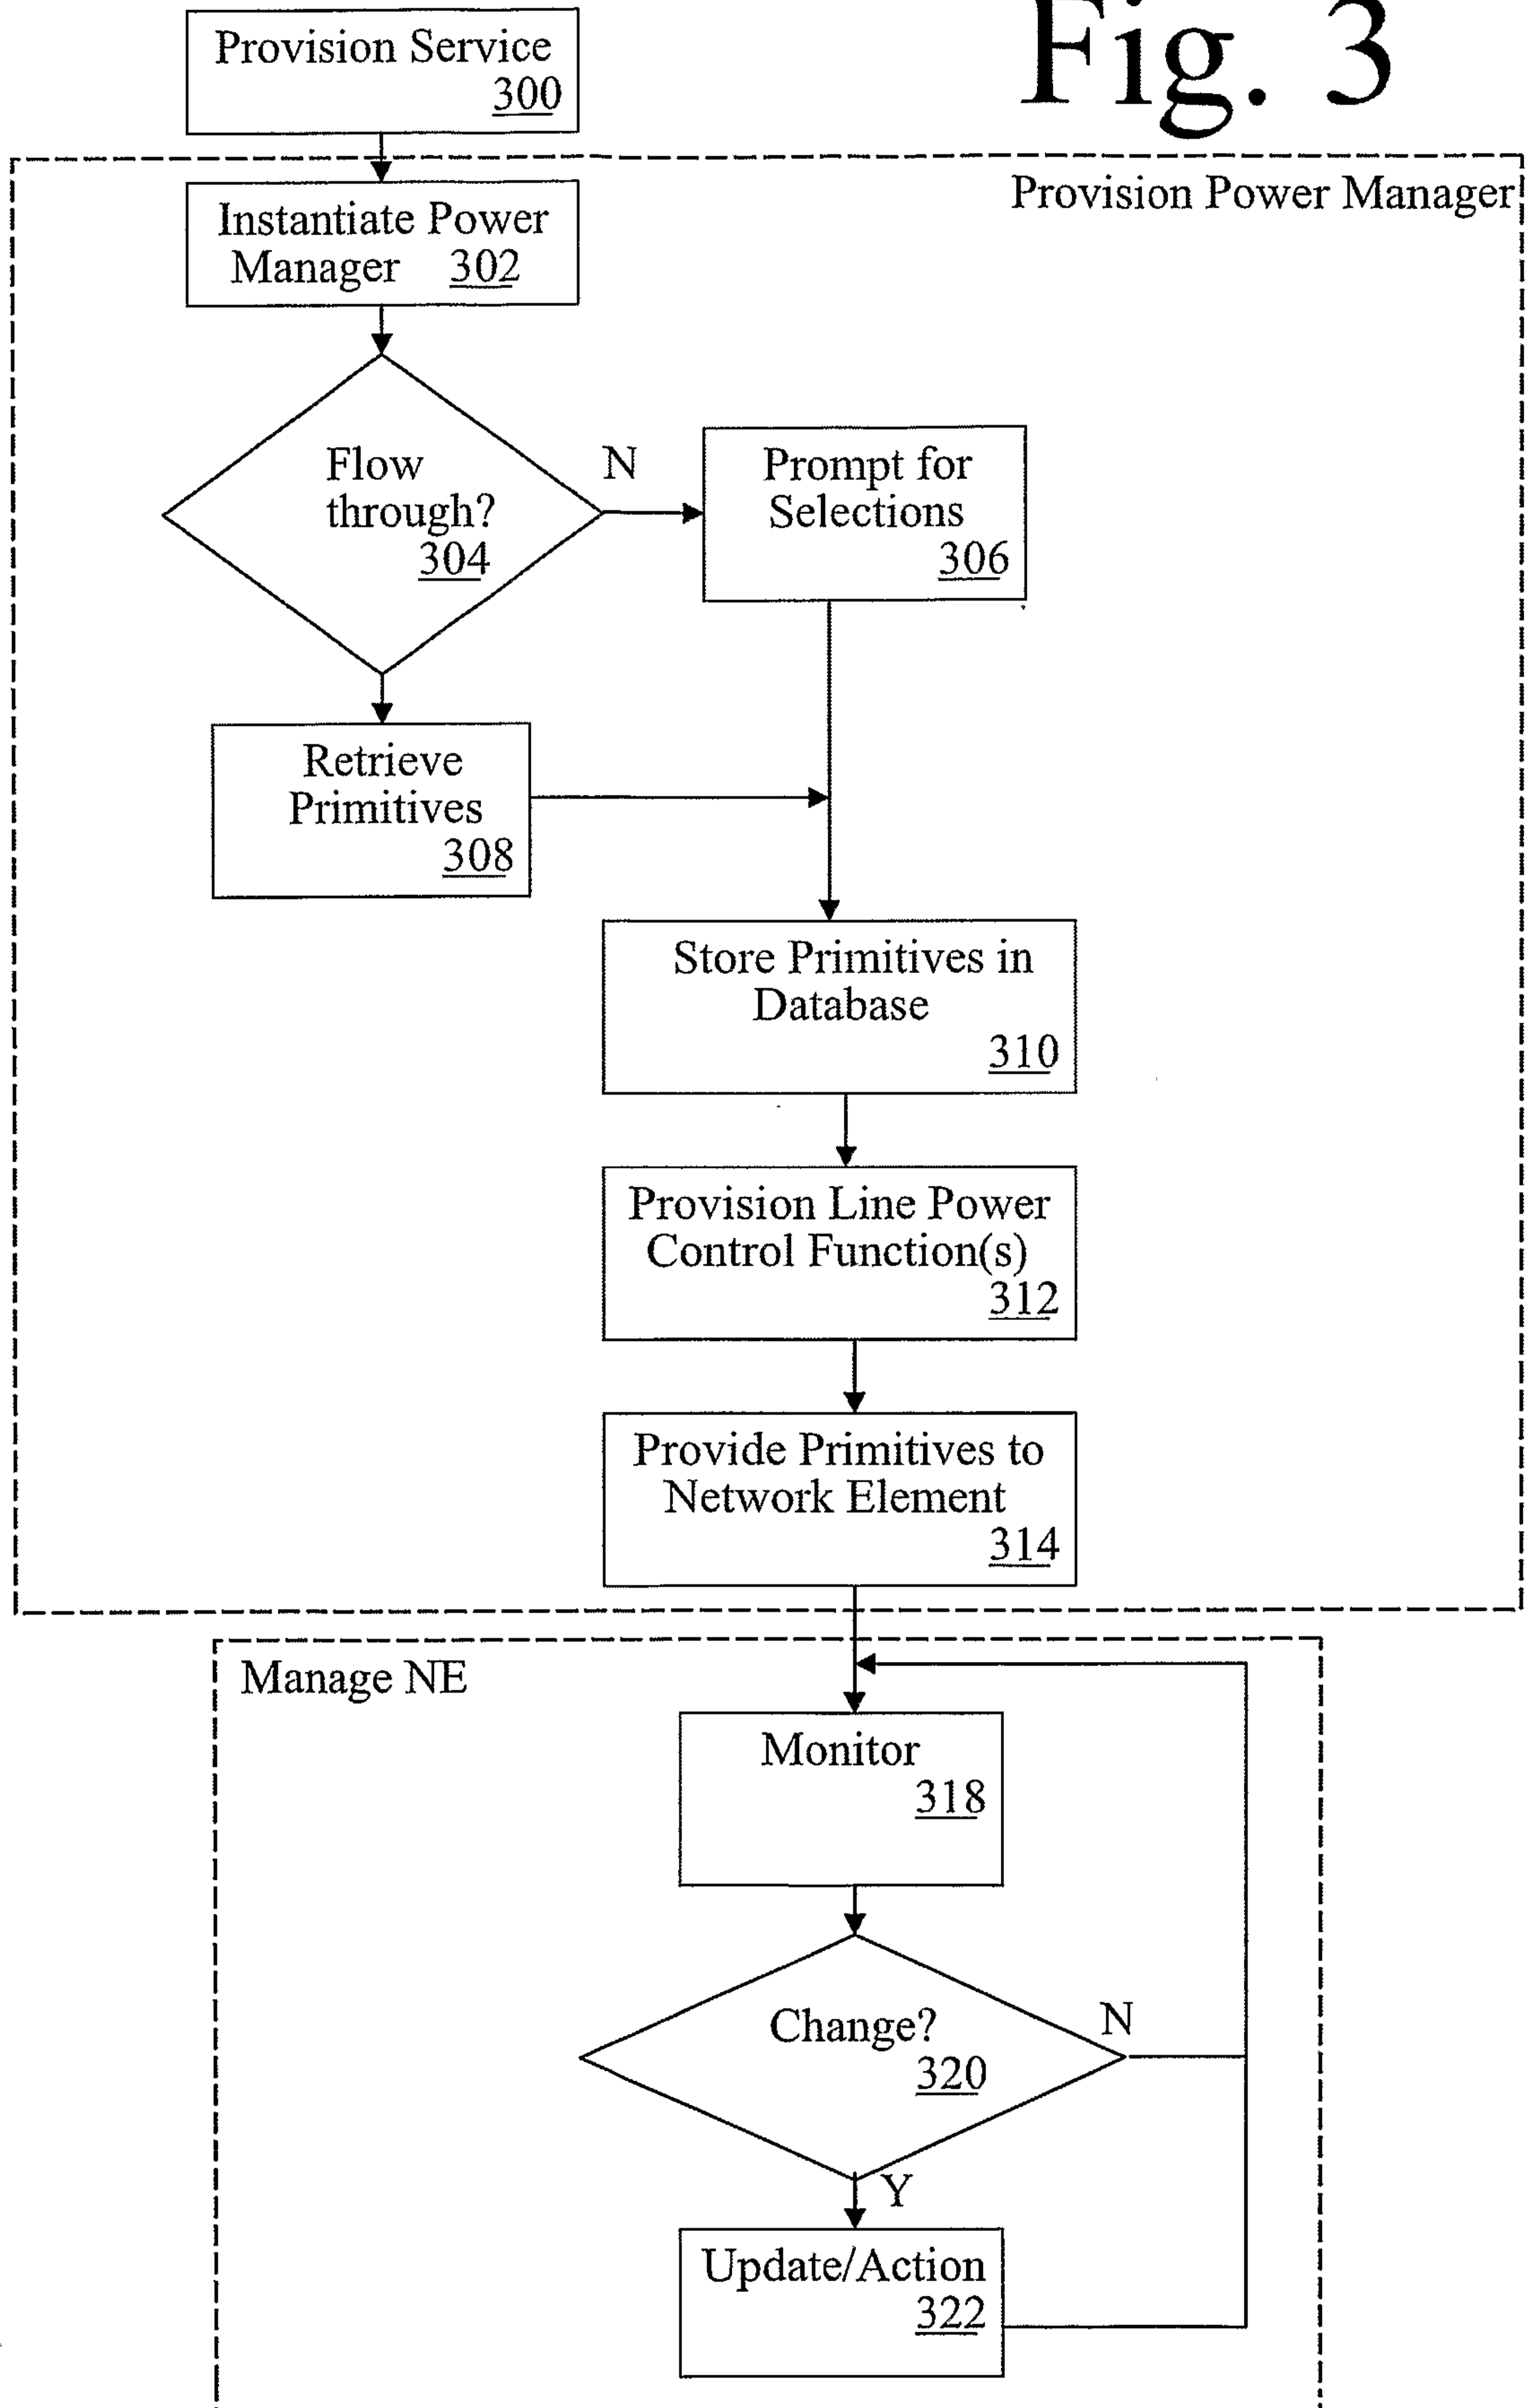 Fig. 3
Provision Service
300
Provision Power Manager
Instantiate Power
Manager 302
Flow
through?
304
N
Prompt for
Selections
306
Retrieve
Primitives
308
Store Primitives in
Database
310
Provision Line Power
Control Function(s)
312
Provide Primitives to
Network Element
314
Manage NE
Monitor
318
Change?
320
N
Y
Update/Action
322